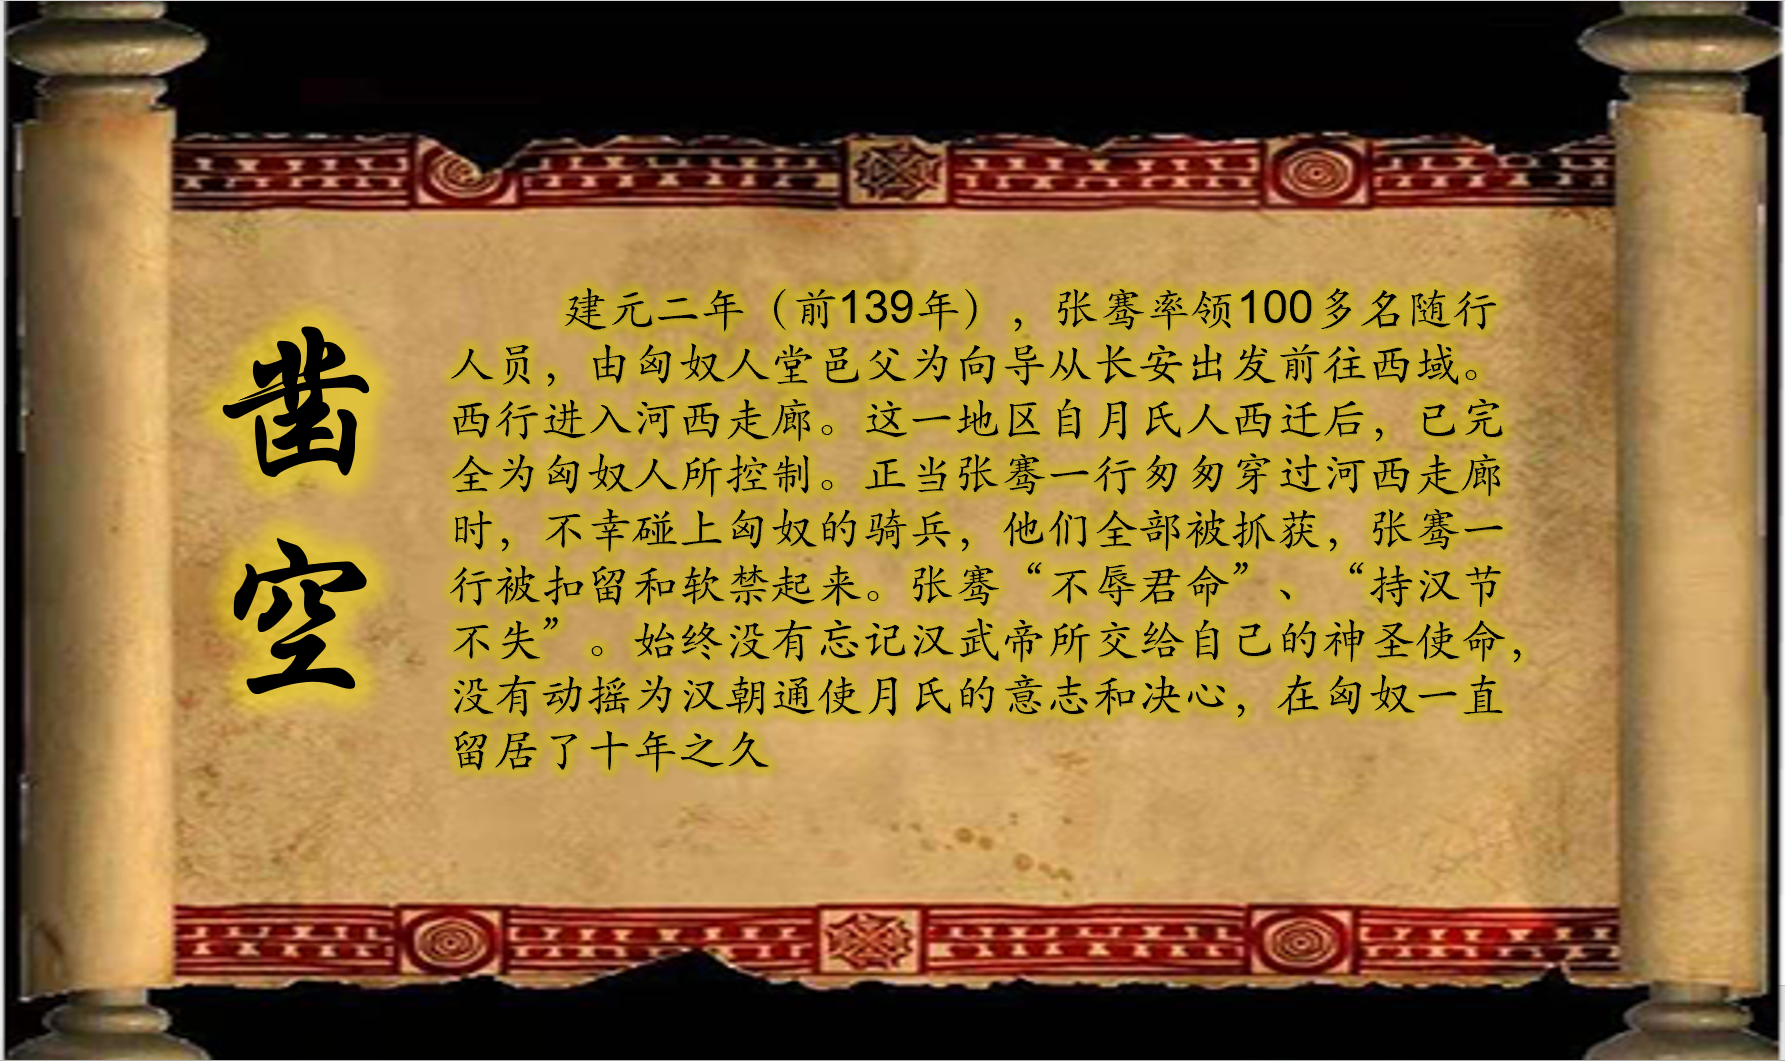 凿
空
建元二年（前139年），张骞率领100多名随行
人员，由匈奴人堂邑父为向导从长安出发前往西域。
西行进入河西走廊。这一地区自月氏人西迁后，已完
全为匈奴人所控制。正当张骞一行匆匆穿过河西走廊
时，不幸碰上匈奴的骑兵，他们全部被抓获，张骞一
行被扣留和软禁起来。张骞“不辱君命”、“持汉节
不失”。始终没有忘记汉武帝所交给自己的神圣使命，
没有动摇为汉朝通使月氏的意志和决心，在匈奴一直
留居了十年之久